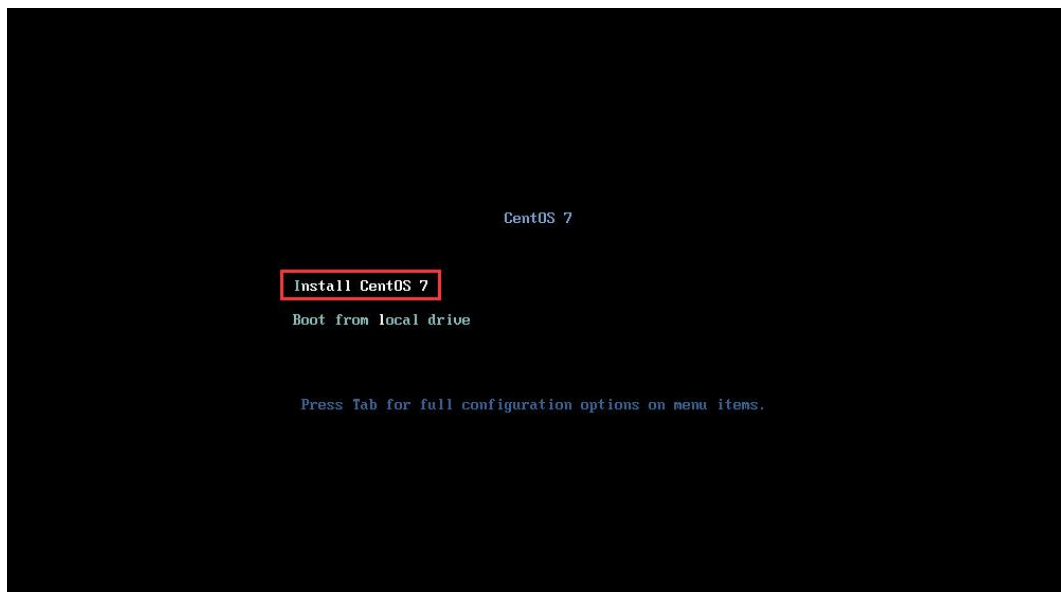 CentOS 7
Install CentOS 7
Boot from local drive
Press Tab for full configuration options on menu items.